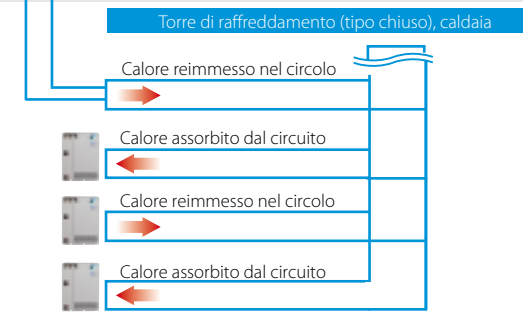 Torre di raffreddamento (tipo chiuso), caldaia
Calore reimmesso nel circolo
Calore assorbito dal circuito
Calore reimmesso nel circolo
Calore assorbito dal circuito